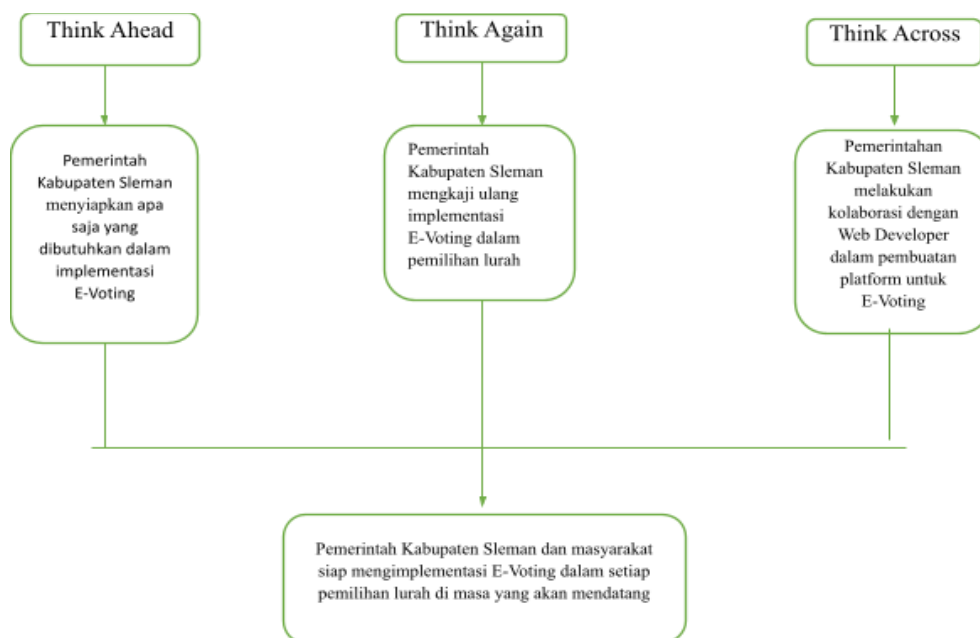 Think Ahead
Think Again
Think Across
Pemerintah
Kabupaten Sleman
menyiapkan apa
saja yang
dibutuhkan dalam
implementasi
E-Voting
Pemerintah
Kabupaten Sleman
mengkaji ulang
implementasi
E-Voting dalam
pemilihan lurah
Pemerintahan
Kabupaten Sleman
melakukan
kolaborasi dengan
Web Developer
dalam pembuatan
platform untuk
E-Voting
Pemerintah Kabupaten Sleman dan masyarakat
siap mengimplementasi E-Voting dalam setiap
pemilihan lurah di masa yang akan mendatang